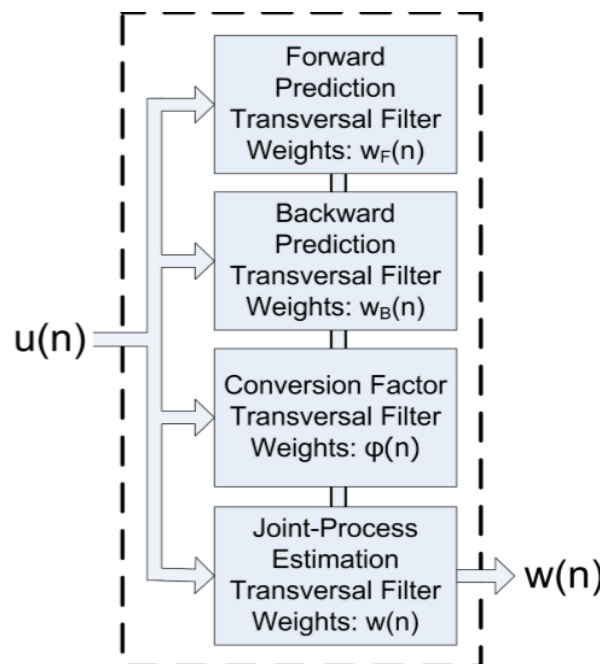 Forward
Prediction
Transversal Filter
Weights: wF(n)
Backward
Prediction
Transversal Filter
Weights: wB(n)
u(n)
Conversion Factor
Transversal Filter
Weights: φ(n)
Joint-Process
Estimation
Transversal Filter
Weights: w(n)
w(n)